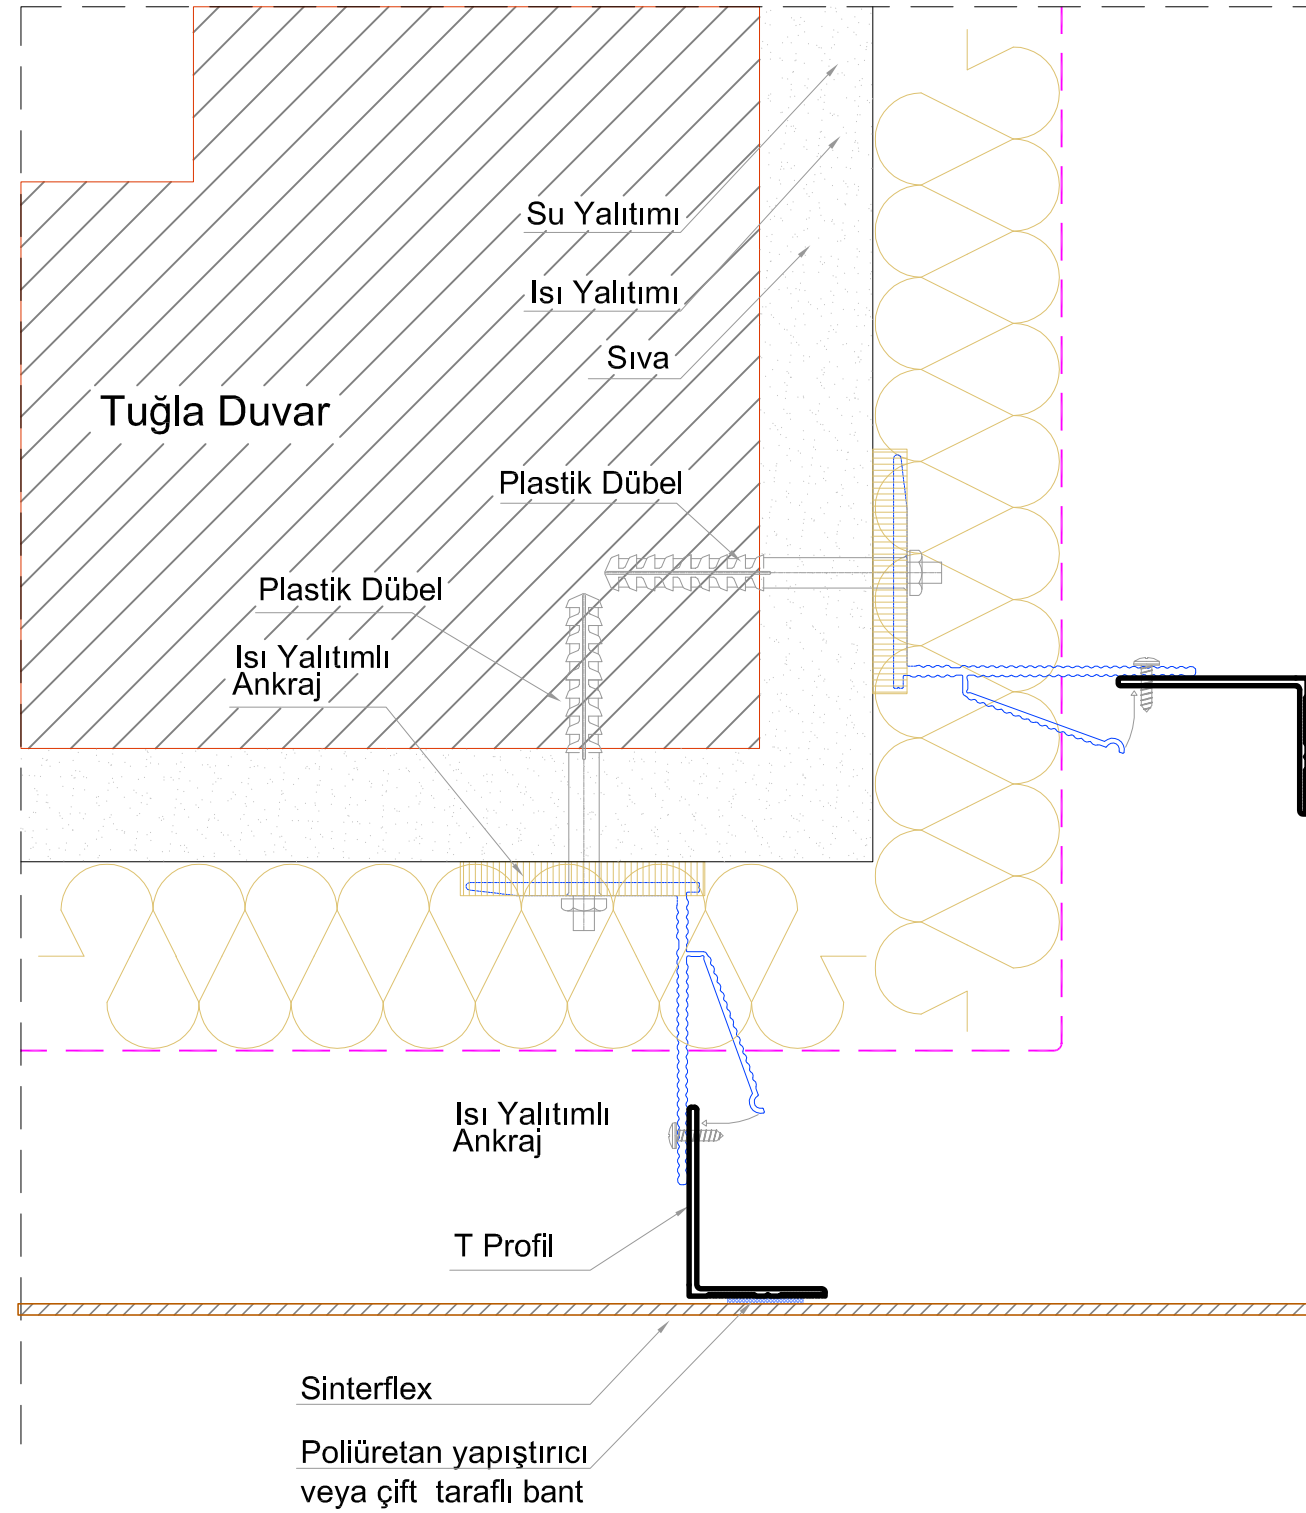 Su Yalıtımı
Isı Yalıtımı
Sıva
Tuğla Duvar
Plastik Dübel
Plastik Dübel
Isı Yalıtımlı
Ankraj
Isı Yalıtımlı
Ankraj
T Profil
Sinterflex
Poliüretan yapıştırıcı
veya çift taraflı bant